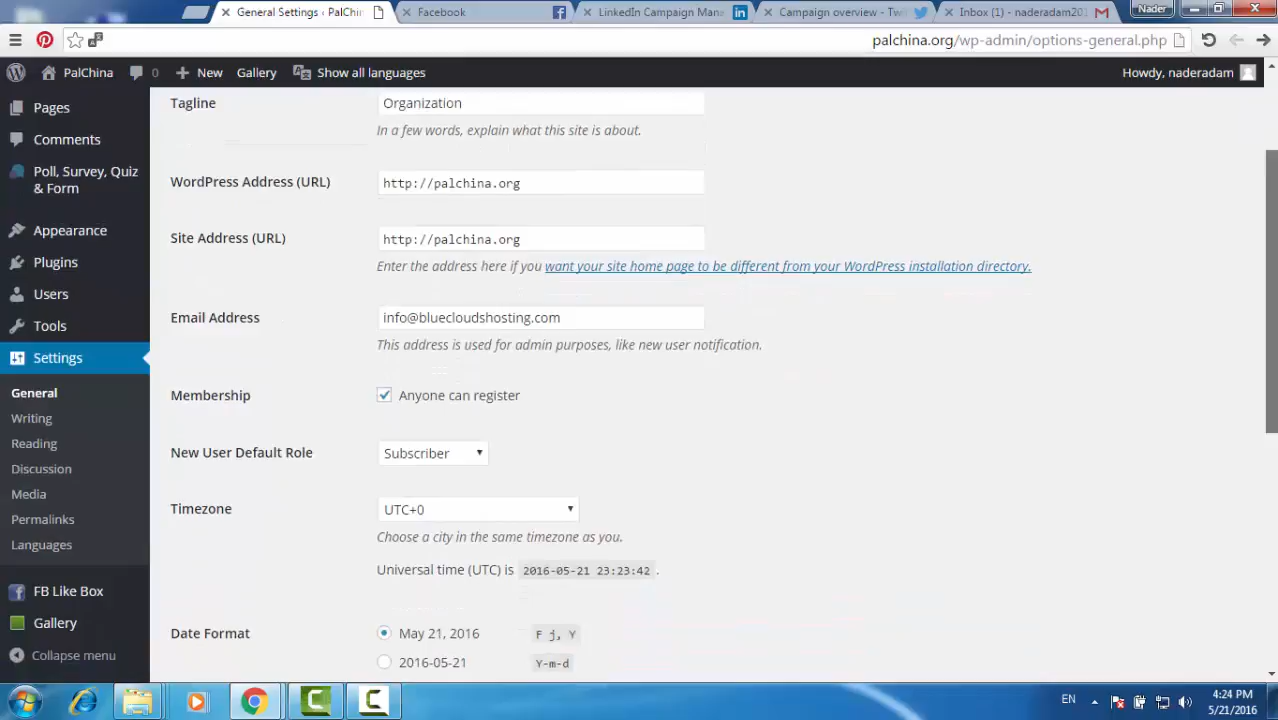 General Settings ‹ PalChin
Facebook
LinkedIn Campaign Mana
Campaign overview - Twi
Inbox (1) - naderadam201
Nader
palchina.org/wp-admin/options-general.php
PalChina
0
New
Gallery
Show all languages
Howdy, naderadam
Pages
Comments
Poll, Survey, Quiz
& Form
Appearance
Plugins
Users
Tools
Settings
General
Writing
Reading
Discussion
Media
Permalinks
Languages
FB Like Box
Gallery
Collapse menu
Tagline
Organization
In a few words, explain what this site is about.
WordPress Address (URL)
http://palchina.org
Site Address (URL)
http://palchina.org
Enter the address here if you want your site home page to be different from your WordPress installation directory.
Email Address
info@bluecloudshosting.com
This address is used for admin purposes, like new user notification.
Membership
Anyone can register
New User Default Role
Subscriber
Timezone
UTC+0
Choose a city in the same timezone as you.
Universal time (UTC) is 2016-05-21 23:23:42 .
Date Format
May 21, 2016 F j, Y
2016-05-21 Y-m-d
EN
4:24 PM
5/21/2016